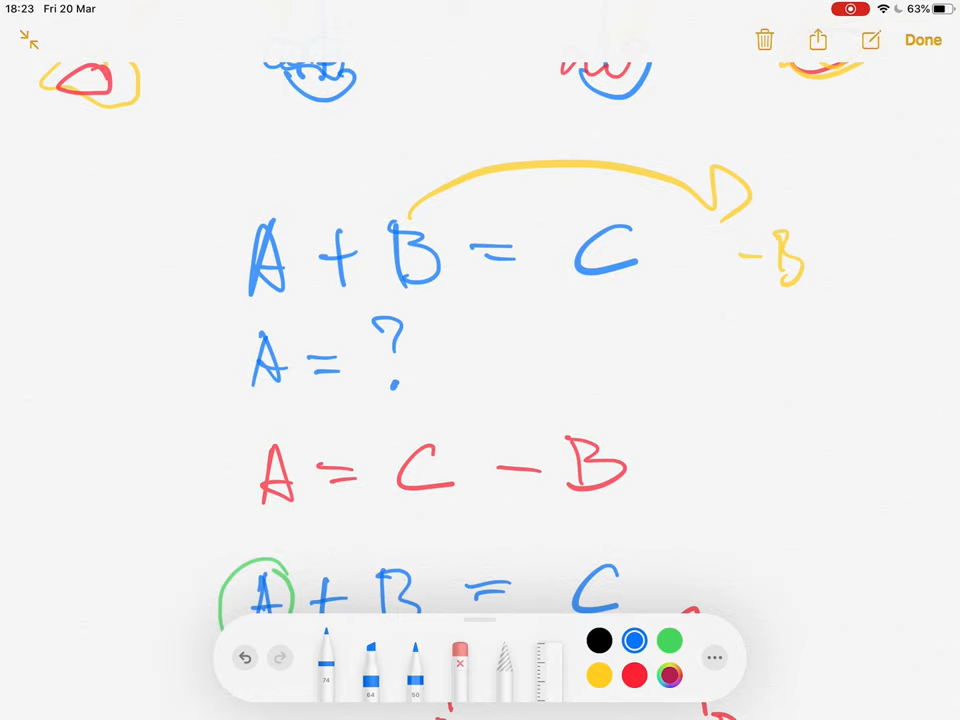 18:23 Fri 20 Mar 63%
Done
A + B = C - B
A = ?
A = C - B
A + B = C
74 64 50